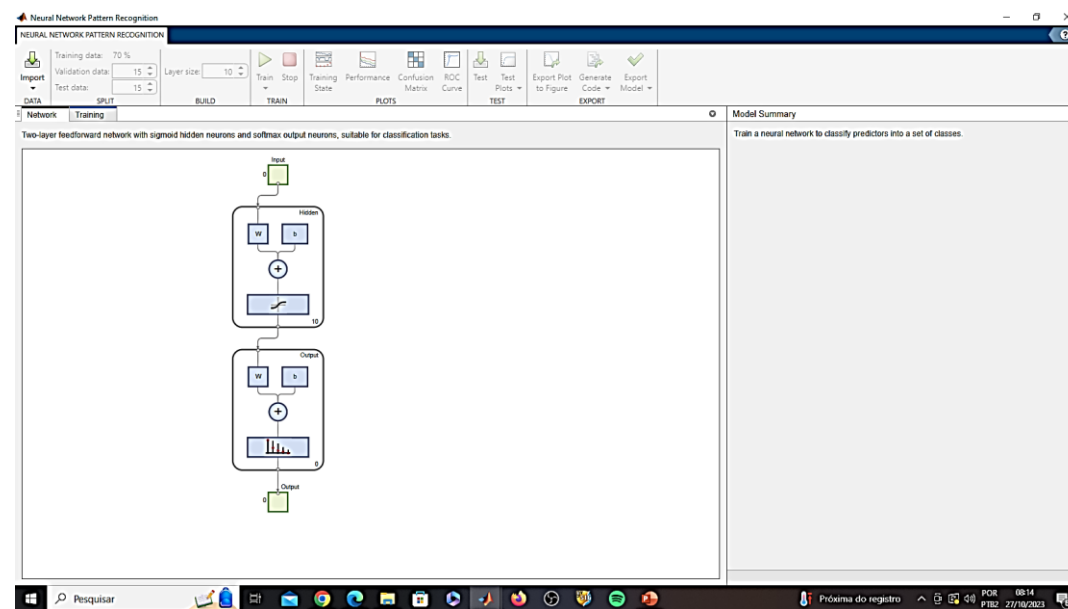 Neural Network Pattern Recognition
NEURAL NETWORK PATTERN RECOGNITION
Training data: 70 %
Validation data: 15
Test data: 15
Layer size: 10
Import
Train
Stop
Training State
Performance
Confusion Matrix
ROC Curve
Test
Test Plots
Export Plot to Figure
Generate Code
Export Model
DATA
SPLIT
BUILD
TRAIN
PLOTS
TEST
EXPORT
Network
Training
Two-layer feedforward network with sigmoid hidden neurons and softmax output neurons, suitable for classification tasks.
Input
0
Hidden
W
b
+
10
Output
W
b
+
0
Output
0
Model Summary
Train a neural network to classify predictors into a set of classes.
Pesquisar
Próxima do registro
POR
PTB2
08:14
27/10/2023